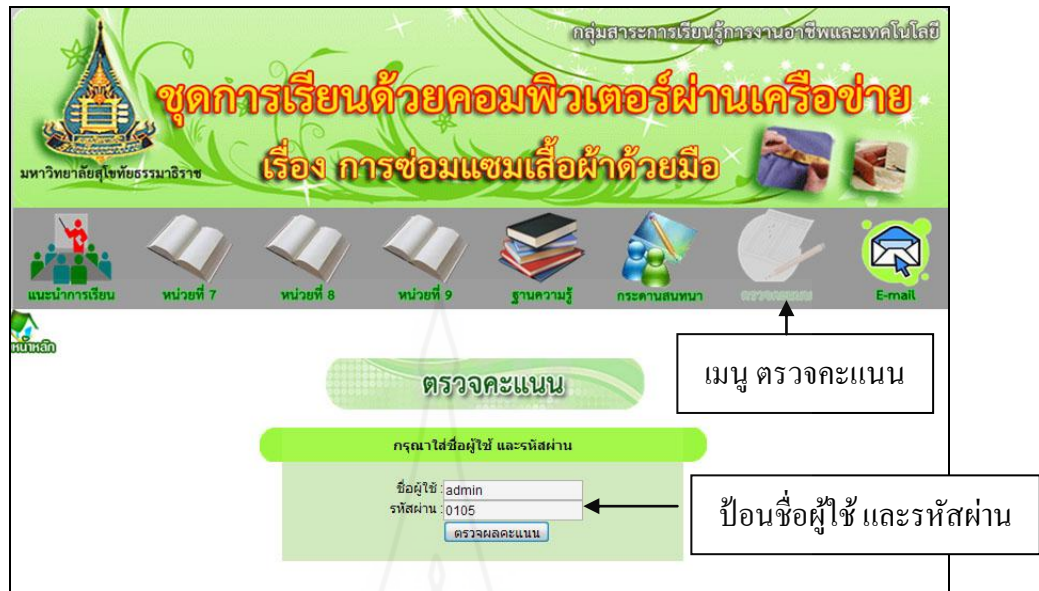 กลุ่มสาระการเรียนรู้การงานอาชีพและเทคโนโลยี
ชุดการเรียนด้วยคอมพิวเตอร์ผ่านเครือข่าย
เรื่อง การซ่อมแซมเสื้อผ้าด้วยมือ
มหาวิทยาลัยสุโขทัยธรรมาธิราช
แนะนำการเรียน หน่วยที่ 7 หน่วยที่ 8 หน่วยที่ 9 ฐานความรู้ กระดานสนทนา ตรวจคะแนน E-mail
หน้าหลัก
เมนู ตรวจคะแนน
ตรวจคะแนน
กรุณาใส่ชื่อผู้ใช้ และรหัสผ่าน
ชื่อผู้ใช้ : admin
รหัสผ่าน : 0105
ป้อนชื่อผู้ใช้ และรหัสผ่าน
ตรวจผลคะแนน